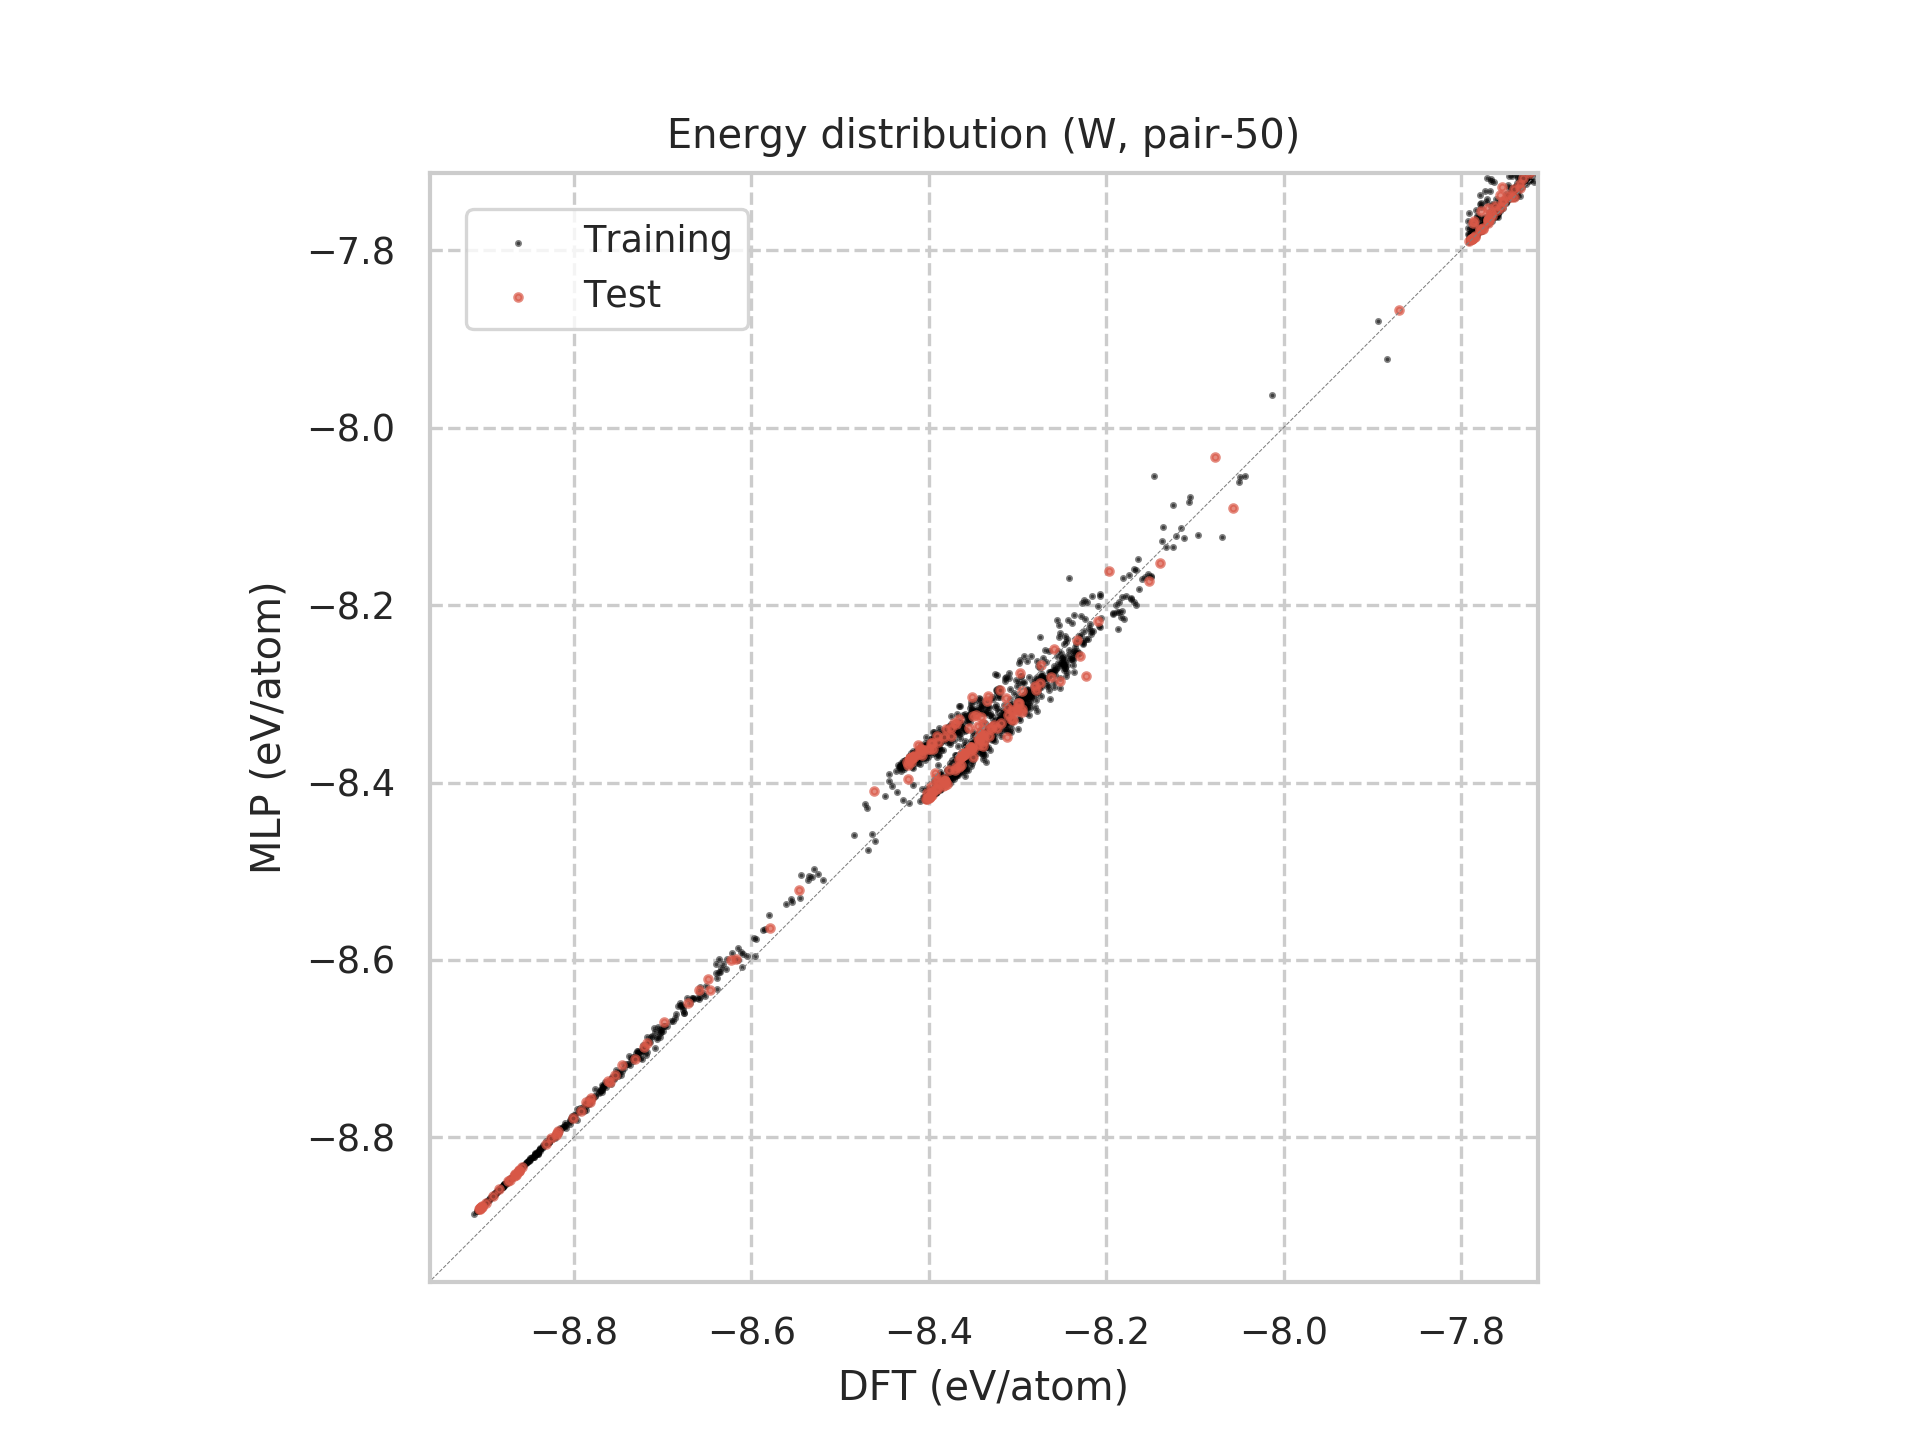 Energy distribution (W, pair-50)
Training
Test
MLP (eV/atom)
−7.8
−8.0
−8.2
−8.4
−8.6
−8.8
−8.8 −8.6 −8.4 −8.2 −8.0 −7.8
DFT (eV/atom)